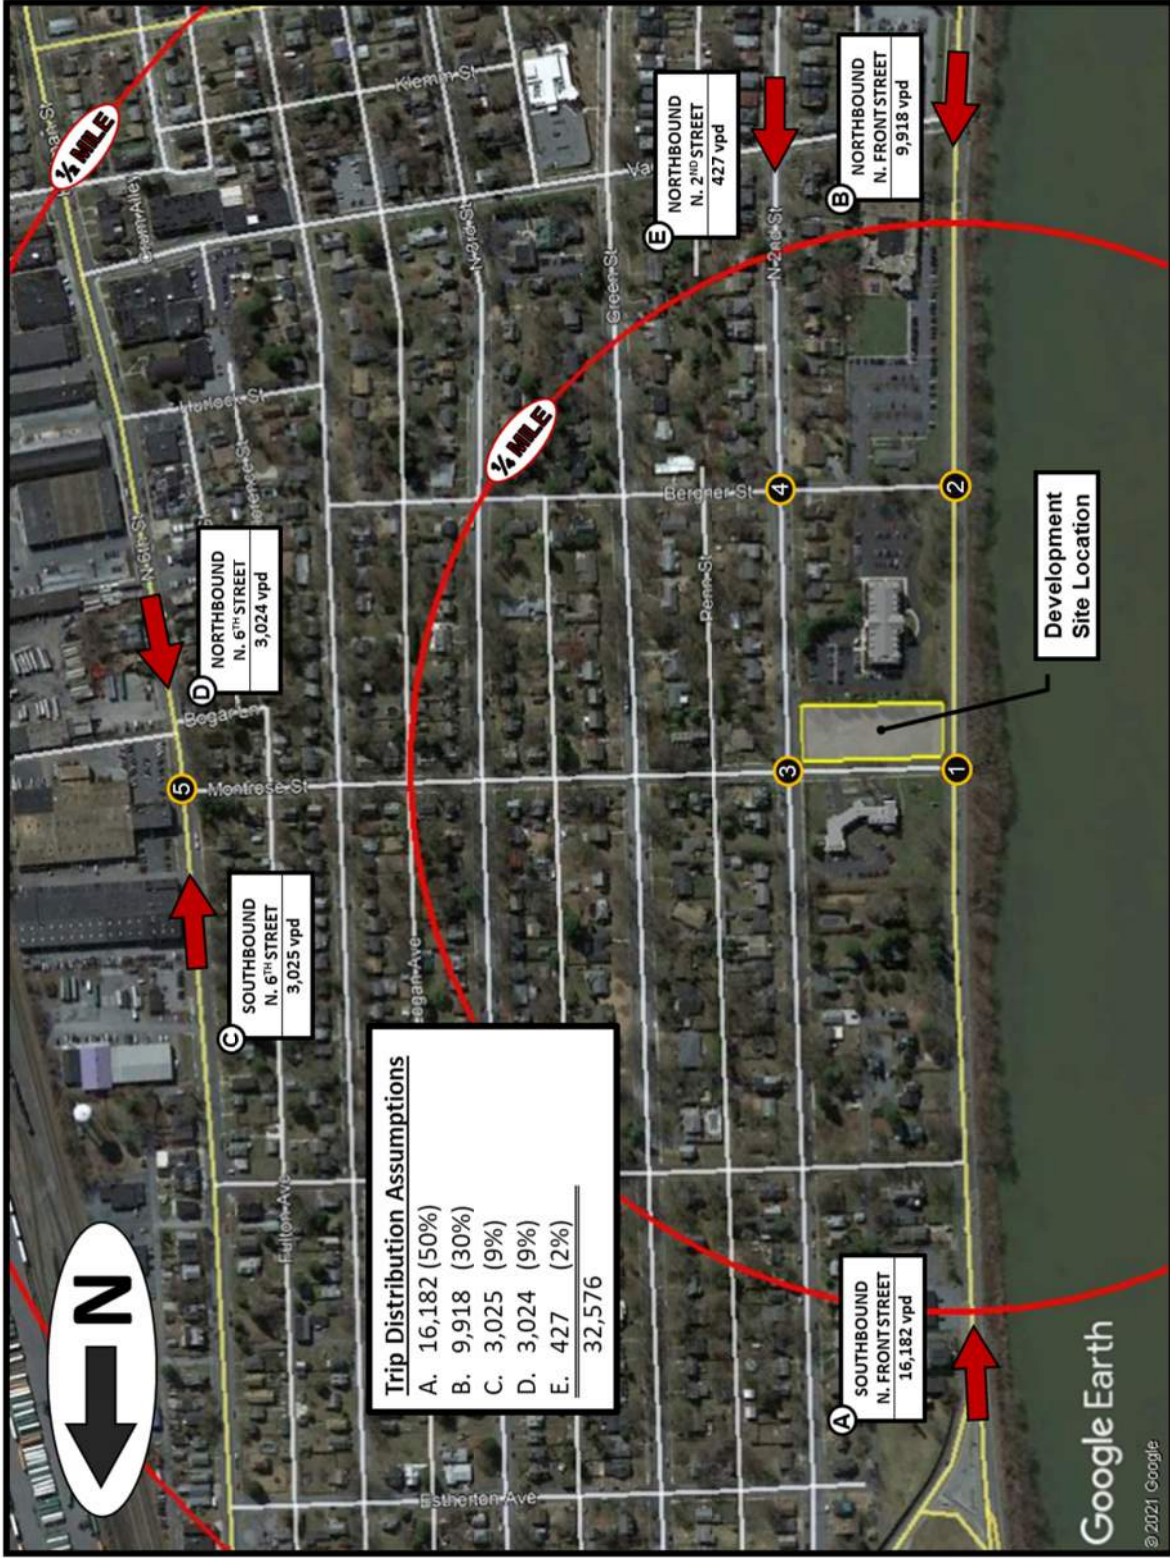 N
½ MILE
¼ MILE
Trip Distribution Assumptions
A. 16,182 (50%)
B. 9,918 (30%)
C. 3,025 (9%)
D. 3,024 (9%)
E. 427 (2%)
32,576
A
SOUTHBOUND
N. FRONT STREET
16,182 vpd
B
NORTHBOUND
N. FRONT STREET
9,918 vpd
C
SOUTHBOUND
N. 6TH STREET
3,025 vpd
D
NORTHBOUND
N. 6TH STREET
3,024 vpd
E
NORTHBOUND
N. 2ND STREET
427 vpd
5
3
1
4
2
Development
Site Location
Estherton Ave
Fulton Ave
Montrose St
Bogar Ln
N 6th St
Hurlock St
N 3rd St
Green St
Penn St
Bergner St
N 2nd St
Klemm St
Google Earth
© 2021 Google